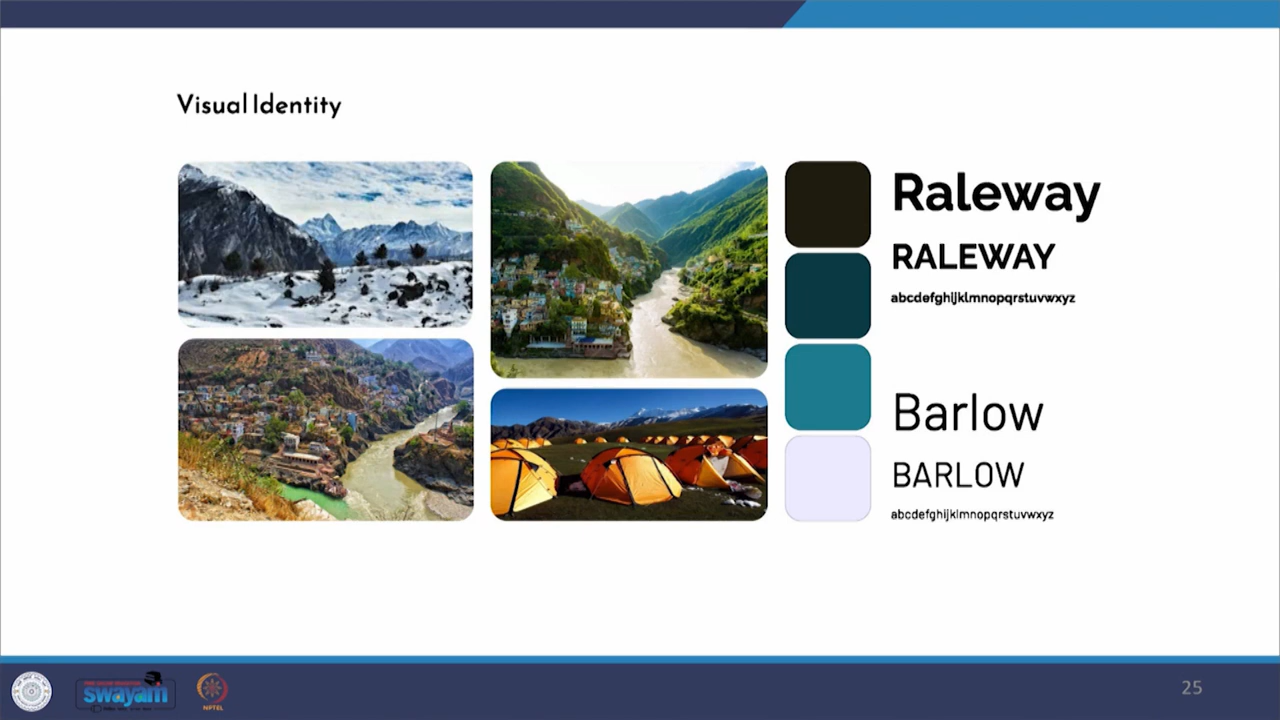 Visual Identity
Raleway
RALEWAY
abcdefghijklmnopqrstuvwxyz
Barlow
BARLOW
abcdefghijklmnopqrstuvwxyz
swayam
NPTEL
25